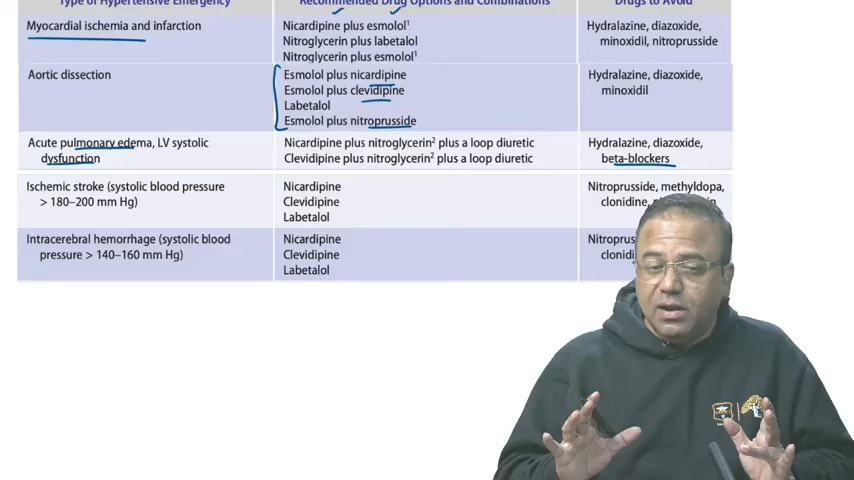 Type of Hypertensive Emergency
Recommended Drug Options and Combinations
Drugs to Avoid
Myocardial ischemia and infarction
Nicardipine plus esmolol¹
Nitroglycerin plus labetalol
Nitroglycerin plus esmolol¹
Hydralazine, diazoxide,
minoxidil, nitroprusside
Aortic dissection
Esmolol plus nicardipine
Esmolol plus clevidipine
Labetalol
Esmolol plus nitroprusside
Hydralazine, diazoxide,
minoxidil
Acute pulmonary edema, LV systolic
dysfunction
Nicardipine plus nitroglycerin² plus a loop diuretic
Clevidipine plus nitroglycerin² plus a loop diuretic
Hydralazine, diazoxide,
beta-blockers
Ischemic stroke (systolic blood pressure
> 180–200 mm Hg)
Nicardipine
Clevidipine
Labetalol
Nitroprusside, methyldopa,
clonidine,
Intracerebral hemorrhage (systolic blood
pressure > 140–160 mm Hg)
Nicardipine
Clevidipine
Labetalol